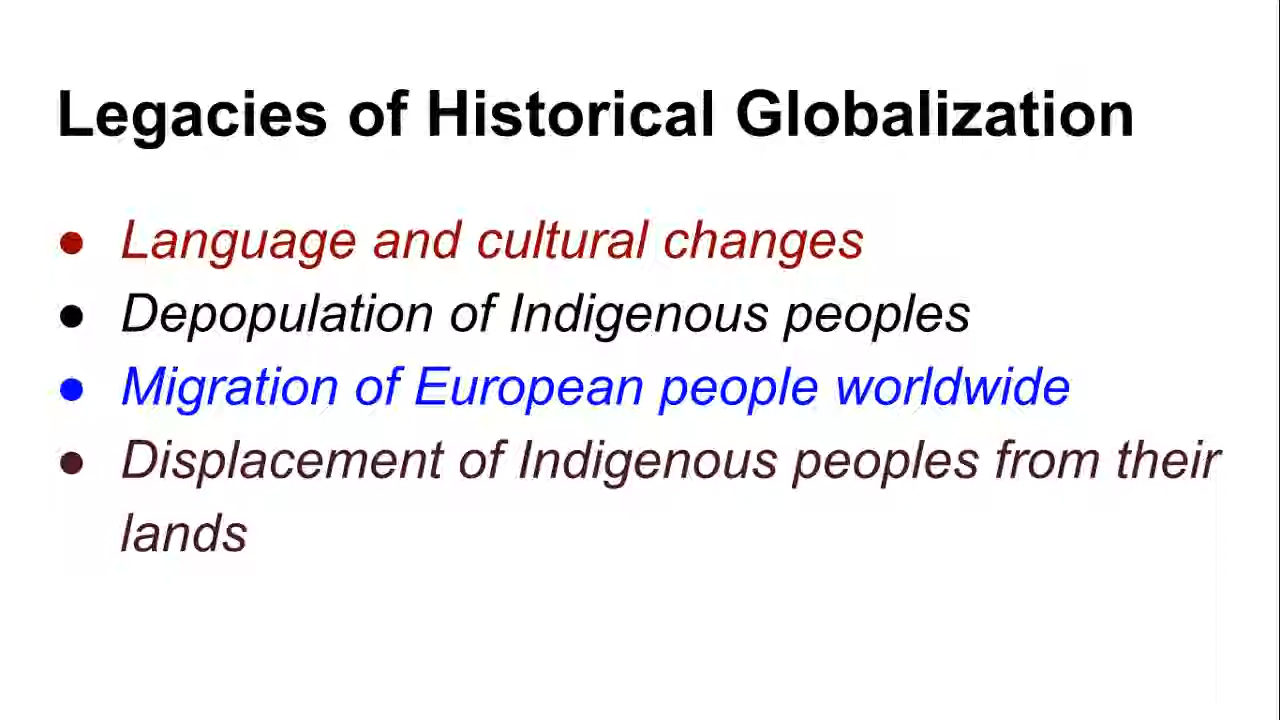 Legacies of Historical Globalization
● Language and cultural changes
● Depopulation of Indigenous peoples
● Migration of European people worldwide
● Displacement of Indigenous peoples from their
lands